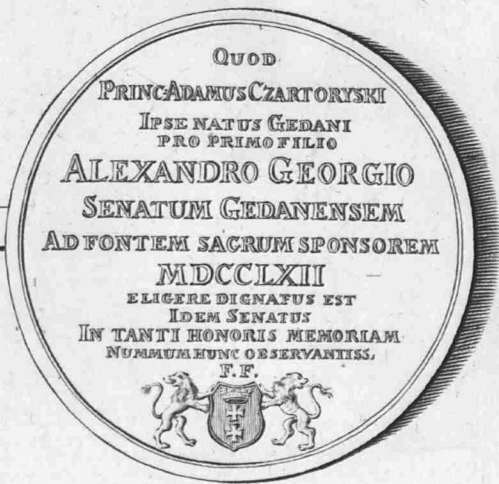 QUOD
PRINC:ADAMUS CZARTORYSKI
IPSE NATUS GEDANI
PRO PRIMO FILIO
ALEXANDRO GEORGIO
SENATUM GEDANENSEM
AD FONTEM SACRUM SPONSOREM
MDCCLXII
ELIGERE DIGNATUS EST
IDEM SENATUS
IN TANTI HONORIS MEMORIAM
NUMMUM HUNC OBSERVANTISS.
F. F.